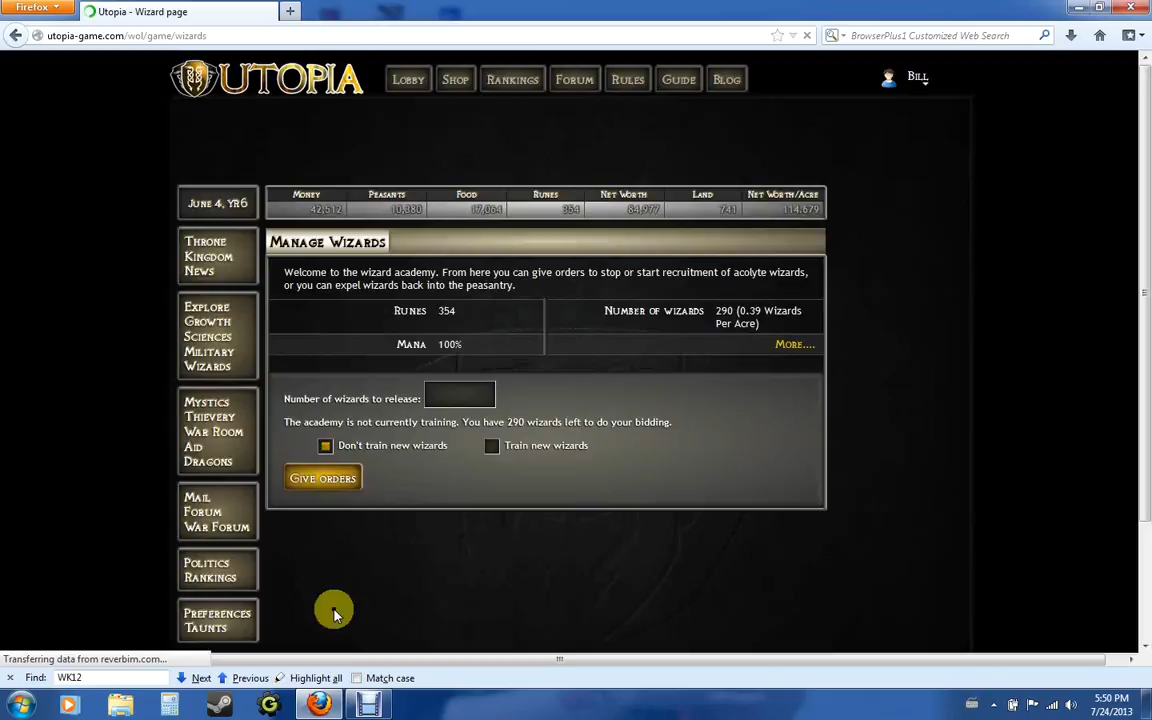 Firefox
Utopia - Wizard page
utopia-game.com/wol/game/wizards
BrowserPlus1 Customized Web Search
UTOPIA
LOBBY
SHOP
RANKINGS
FORUM
RULES
GUIDE
BLOG
BILL
JUNE 4, YR6
MONEY PEASANTS FOOD RUNES NET WORTH LAND NET WORTH/ACRE
42,512 10,380 17,064 354 84,977 741 114.679
THRONE
KINGDOM
NEWS
MANAGE WIZARDS
Welcome to the wizard academy. From here you can give orders to stop or start recruitment of acolyte wizards,
or you can expel wizards back into the peasantry.
RUNES 354
NUMBER OF WIZARDS 290 (0.39 Wizards
Per Acre)
MANA 100%
MORE....
EXPLORE
GROWTH
SCIENCES
MILITARY
WIZARDS
Number of wizards to release:
The academy is not currently training. You have 290 wizards left to do your bidding.
Don't train new wizards
Train new wizards
GIVE ORDERS
MYSTICS
THIEVERY
WAR ROOM
AID
DRAGONS
MAIL
FORUM
WAR FORUM
POLITICS
RANKINGS
PREFERENCES
TAUNTS
Transferring data from reverbim.com...
Find: WK12
Next
Previous
Highlight all
Match case
5:50 PM
7/24/2013